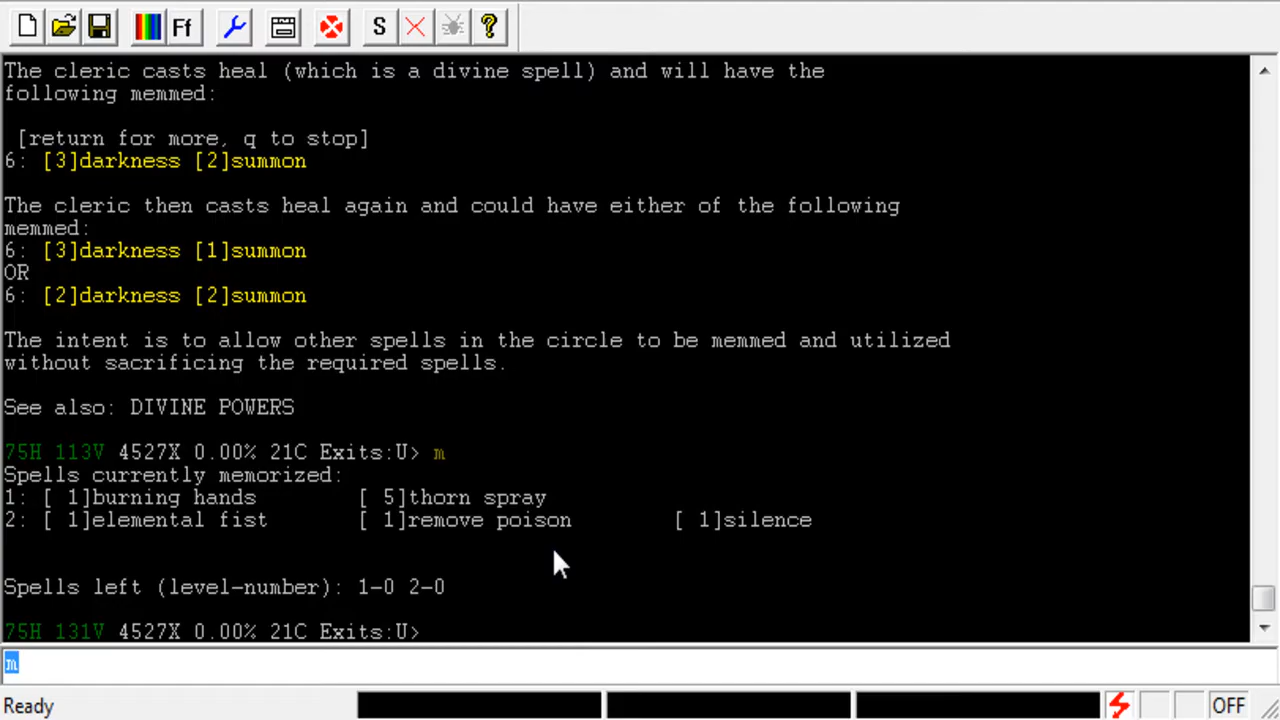 Ff S ?
The cleric casts heal (which is a divine spell) and will have the
following memmed:
[return for more, q to stop]
6: [3]darkness [2]summon
The cleric then casts heal again and could have either of the following
memmed:
6: [3]darkness [1]summon
OR
6: [2]darkness [2]summon
The intent is to allow other spells in the circle to be memmed and utilized
without sacrificing the required spells.
See also: DIVINE POWERS
75H 113V 4527X 0.00% 21C Exits:U> m
Spells currently memorized:
1: [ 1]burning hands [ 5]thorn spray
2: [ 1]elemental fist [ 1]remove poison [ 1]silence
Spells left (level-number): 1-0 2-0
75H 131V 4527X 0.00% 21C Exits:U>
m
Ready OFF